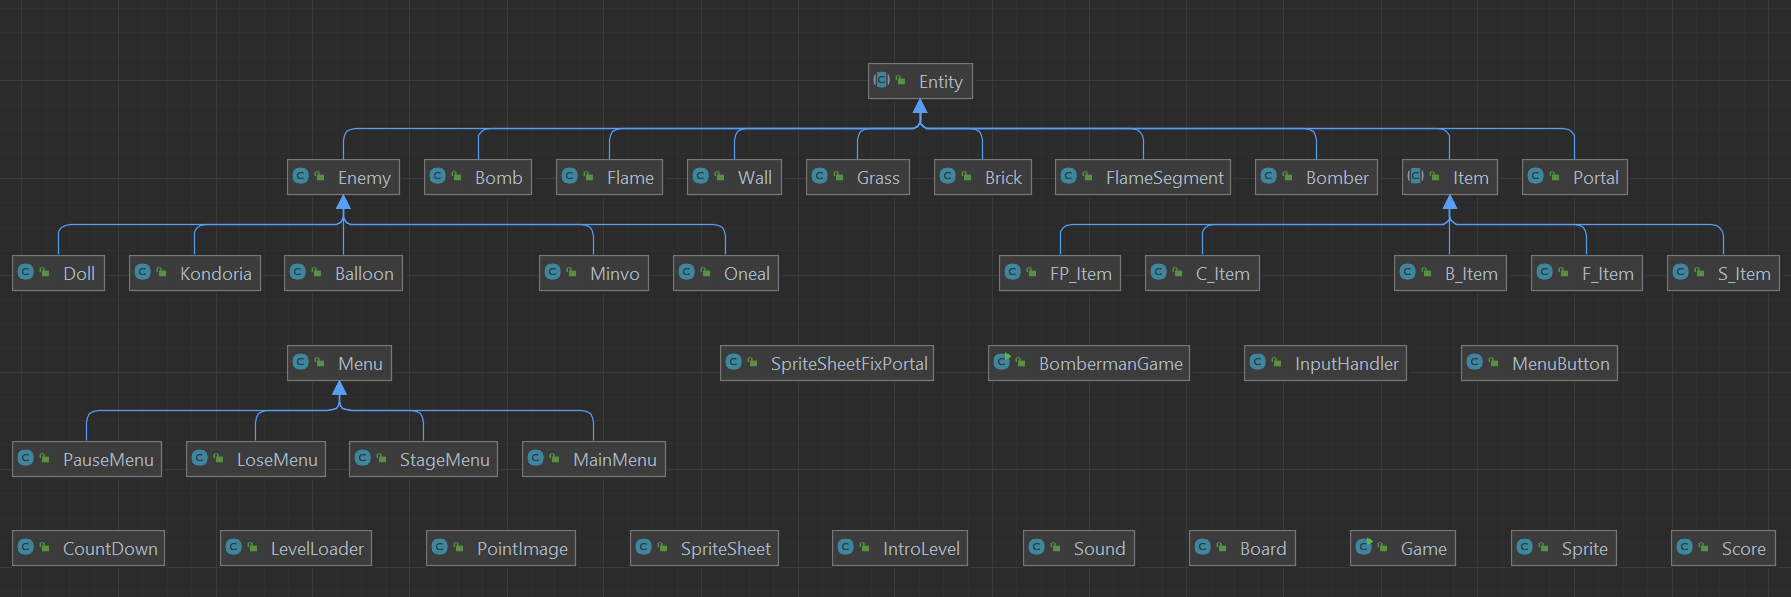 Entity
Enemy Bomb Flame Wall Grass Brick FlameSegment Bomber Item Portal
Doll Kondoria Balloon Minvo Oneal FP_Item C_Item B_Item F_Item S_Item
Menu SpriteSheetFixPortal BombermanGame InputHandler MenuButton
PauseMenu LoseMenu StageMenu MainMenu
CountDown LevelLoader PointImage SpriteSheet IntroLevel Sound Board Game Sprite Score